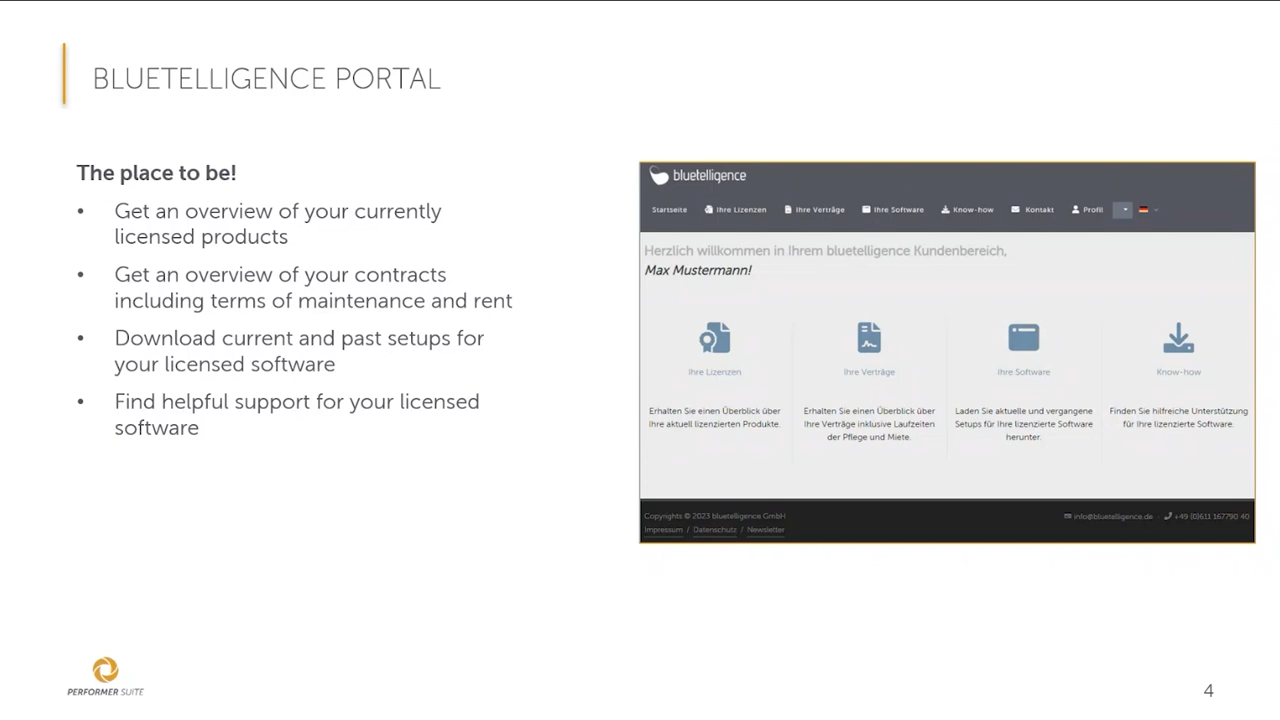 BLUETELLIGENCE PORTAL
The place to be!
• Get an overview of your currently
licensed products
• Get an overview of your contracts
including terms of maintenance and rent
• Download current and past setups for
your licensed software
• Find helpful support for your licensed
software
bluetelligence
Startseite Ihre Lizenzen Ihre Verträge Ihre Software Know-how Kontakt Profil
Herzlich willkommen in Ihrem bluetelligence Kundenbereich,
Max Mustermann!
Ihre Lizenzen
Erhalten Sie einen Überblick über
Ihre aktuell lizenzierten Produkte.
Ihre Verträge
Erhalten Sie einen Überblick über
Ihre Verträge inklusive Laufzeiten
der Pflege und Miete.
Ihre Software
Laden Sie aktuelle und vergangene
Setups für Ihre lizenzierte Software
herunter.
Know-how
Finden Sie hilfreiche Unterstützung
für Ihre lizenzierte Software.
Copyrights © 2023 bluetelligence GmbH
Impressum / Datenschutz / Newsletter
info@bluetelligence.de - +49 (0)611 167790 40
PERFORMER SUITE
4